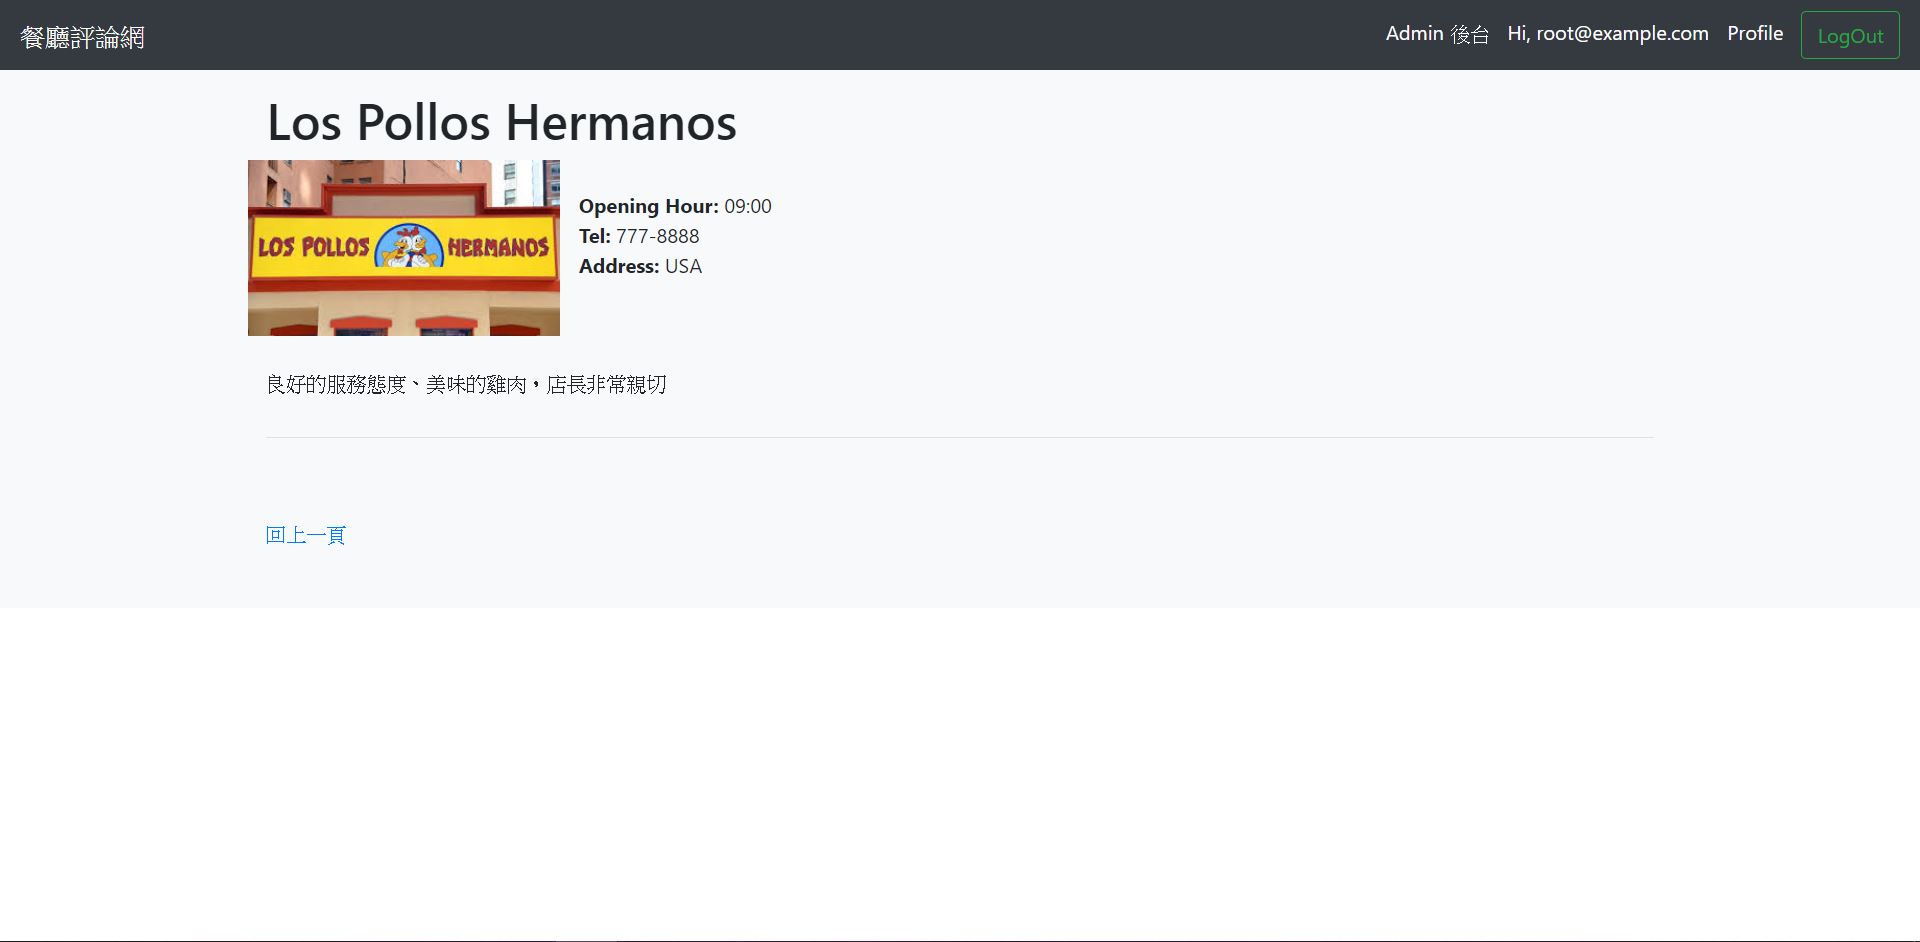 餐廳評論網
Admin 後台 Hi, root@example.com Profile LogOut
Los Pollos Hermanos
LOS POLLOS HERMANOS
Opening Hour: 09:00
Tel: 777-8888
Address: USA
良好的服務態度、美味的雞肉，店長非常親切
回上一頁